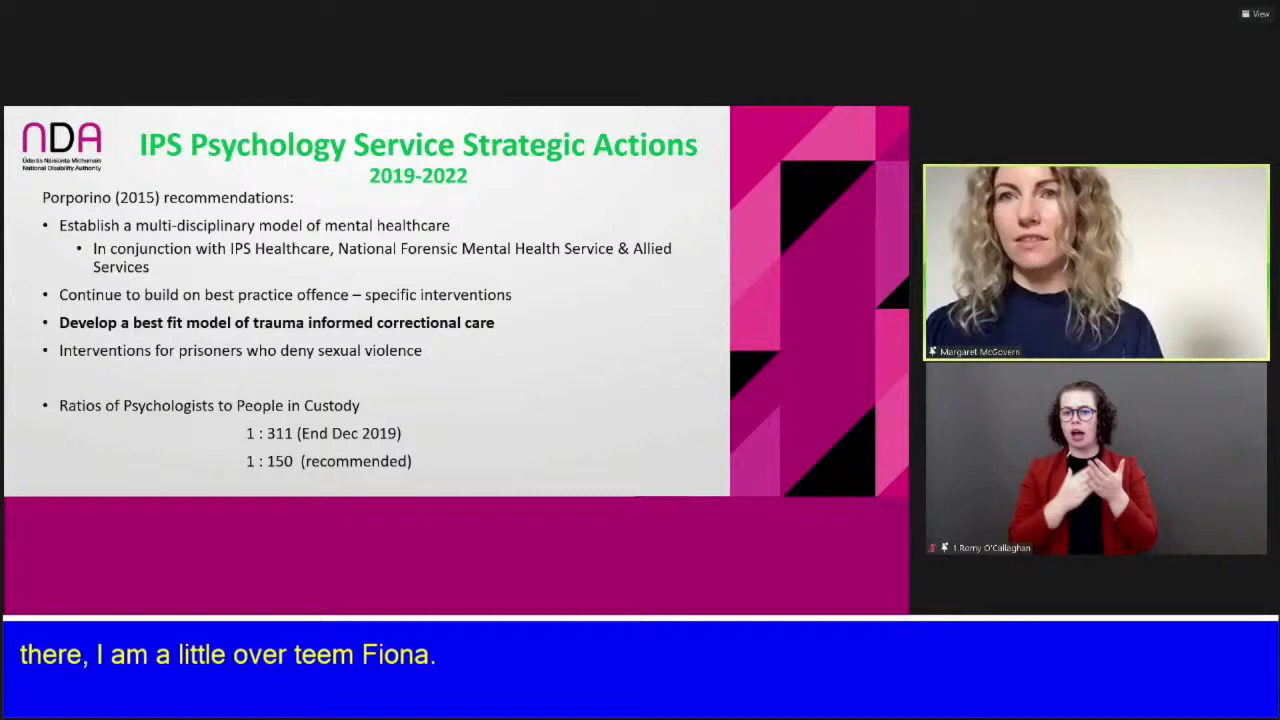 View
nDA
Údarás Náisiúnta Míchumais
National Disability Authority
IPS Psychology Service Strategic Actions
2019-2022
Porporino (2015) recommendations:
• Establish a multi-disciplinary model of mental healthcare
• In conjunction with IPS Healthcare, National Forensic Mental Health Service & Allied
Services
• Continue to build on best practice offence – specific interventions
• Develop a best fit model of trauma informed correctional care
• Interventions for prisoners who deny sexual violence
• Ratios of Psychologists to People in Custody
1 : 311 (End Dec 2019)
1 : 150 (recommended)
Margaret McGovern
1.Romy O'Callaghan
there, I am a little over teem Fiona.